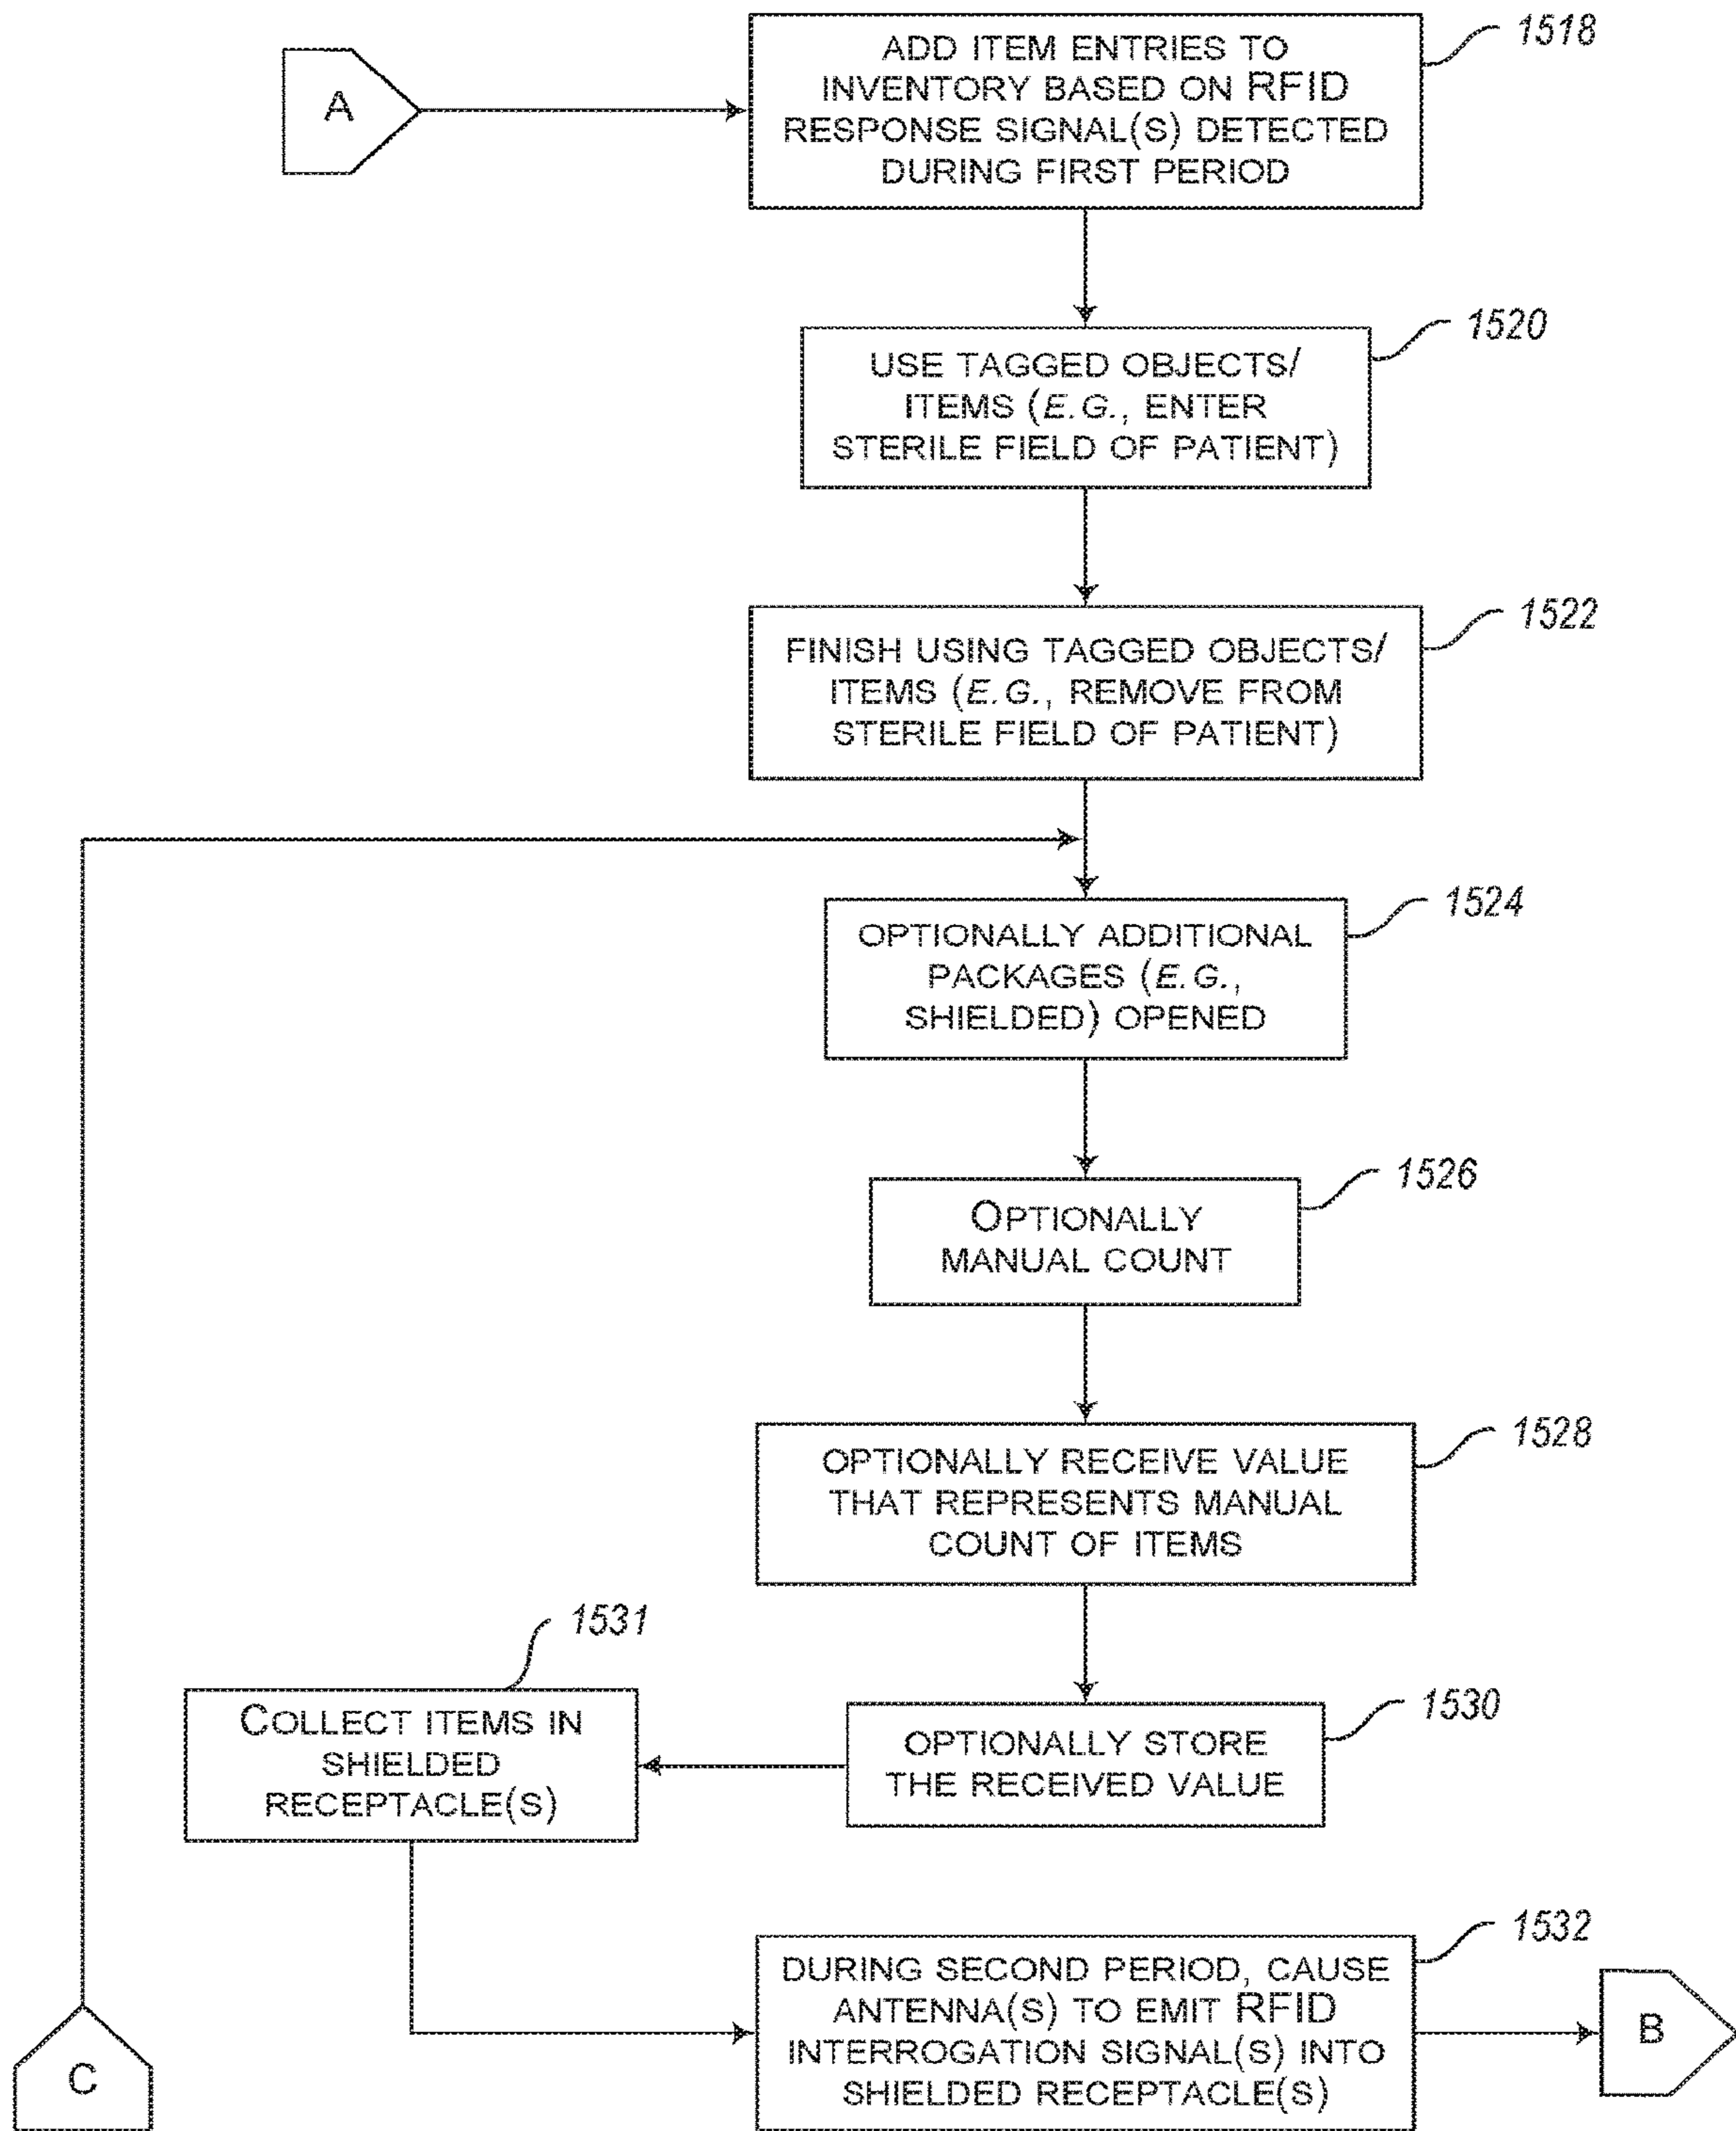 A
ADD ITEM ENTRIES TO
INVENTORY BASED ON RFID
RESPONSE SIGNAL(S) DETECTED
DURING FIRST PERIOD
1518
USE TAGGED OBJECTS/
ITEMS (E.G., ENTER
STERILE FIELD OF PATIENT)
1520
FINISH USING TAGGED OBJECTS/
ITEMS (E.G., REMOVE FROM
STERILE FIELD OF PATIENT)
1522
OPTIONALLY ADDITIONAL
PACKAGES (E.G.,
SHIELDED) OPENED
1524
OPTIONALLY
MANUAL COUNT
1526
OPTIONALLY RECEIVE VALUE
THAT REPRESENTS MANUAL
COUNT OF ITEMS
1528
OPTIONALLY STORE
THE RECEIVED VALUE
1530
COLLECT ITEMS IN
SHIELDED
RECEPTACLE(S)
1531
DURING SECOND PERIOD, CAUSE
ANTENNA(S) TO EMIT RFID
INTERROGATION SIGNAL(S) INTO
SHIELDED RECEPTACLE(S)
1532
B
C